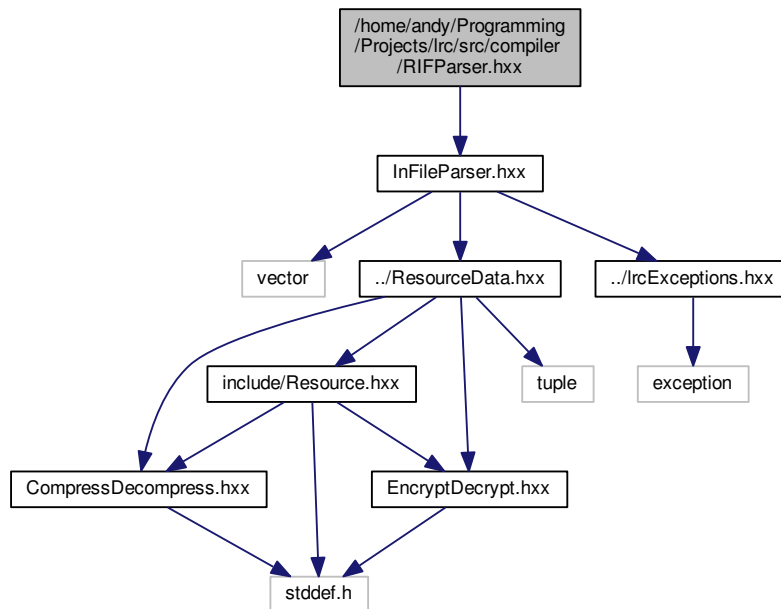 /home/andy/Programming
/Projects/lrc/src/compiler
/RIFParser.hxx
InFileParser.hxx
vector
../ResourceData.hxx
../lrcExceptions.hxx
include/Resource.hxx
tuple
exception
CompressDecompress.hxx
EncryptDecrypt.hxx
stddef.h